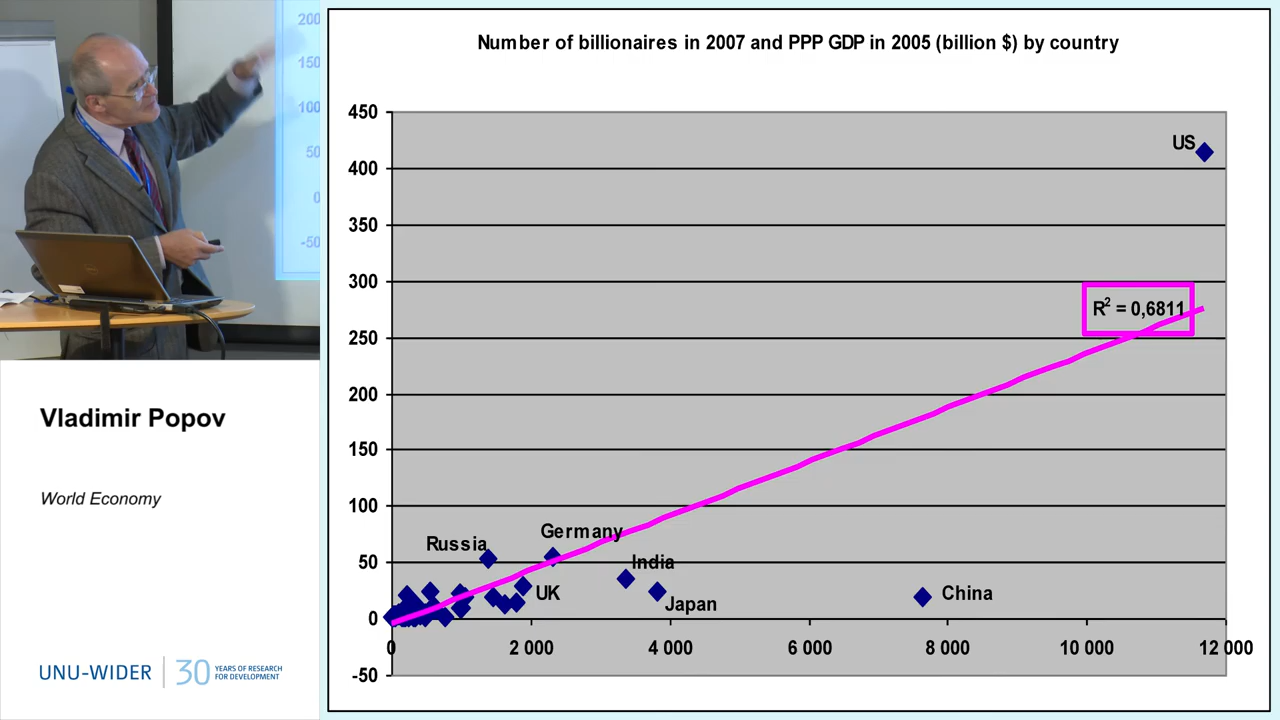 200
150
100
50
0
-50
Vladimir Popov
World Economy
UNU-WIDER
30 YEARS OF RESEARCH
FOR DEVELOPMENT
Number of billionaires in 2007 and PPP GDP in 2005 (billion $) by country
450
400
350
300
250
200
150
100
50
0
-50
US
R² = 0,6811
Russia
Germany
India
UK
Japan
China
0 2 000 4 000 6 000 8 000 10 000 12 000